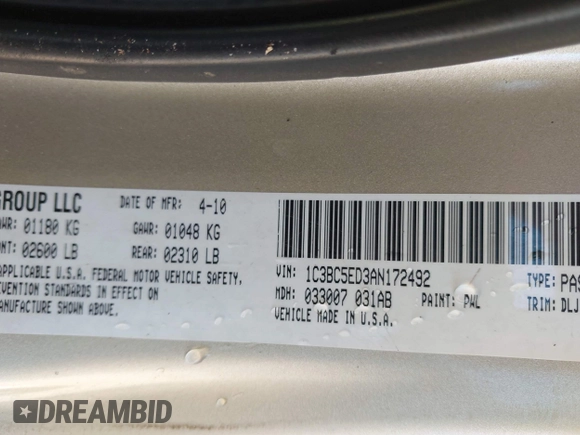 GROUP LLC DATE OF MFR: 4-10
GAWR: 01048 KG
01180 KG
02600 LB REAR: 02310 LB
APPLICABLE U.S.A. FEDERAL MOTOR VEHICLE SAFETY,
STANDARDS IN EFFECT ON
MANUFACTURE SHOWN ABOVE.
VIN: 1C3BC5ED3AN172492 TYPE:
MDH: 033007 031AB PAINT: PWL TRIM: DLJ
VEHICLE MADE IN U.S.A.
DREAMBID